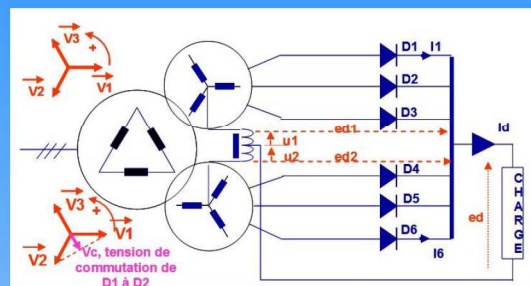 V3
+
V2
V1
D1
I1
D2
D3
ed1
u1
u2
ed2
Id
ed
CHARGE
D4
D5
D6
I6
V3
+
V1
V2
Vc, tension de
commutation de
D1 à D2